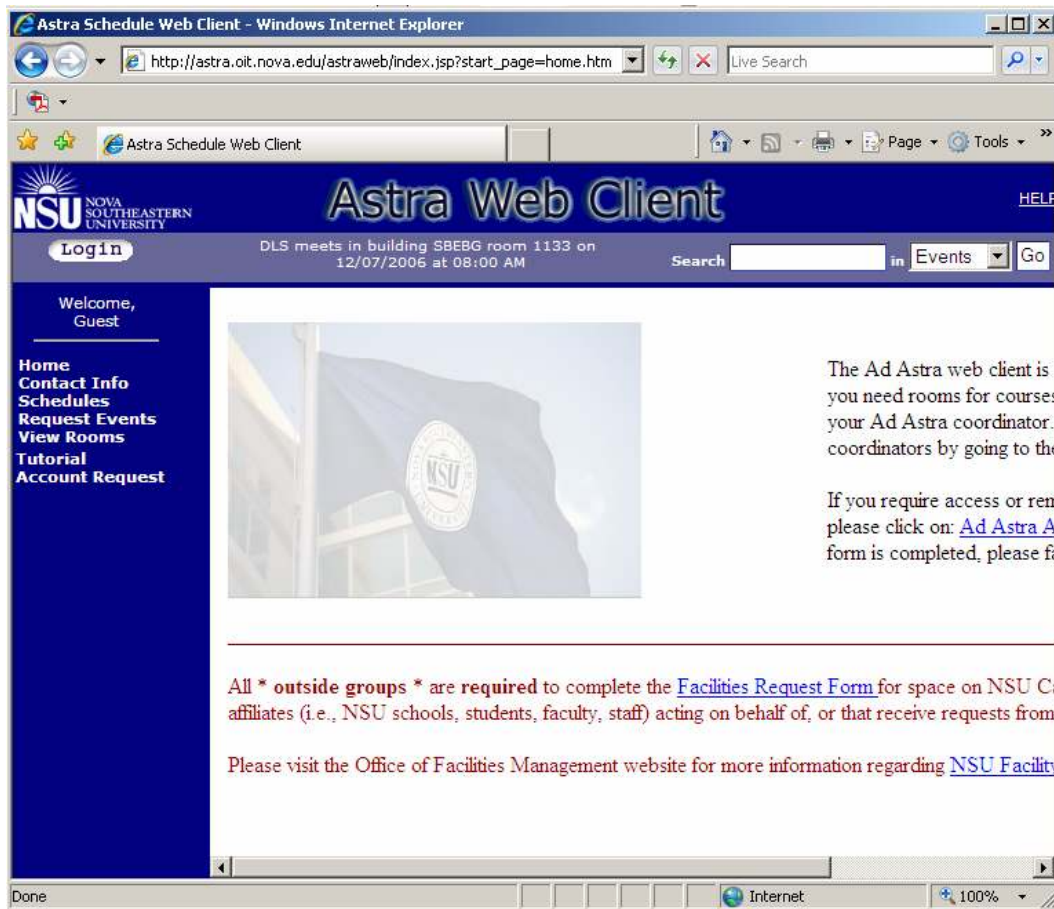 Astra Schedule Web Client - Windows Internet Explorer
http://astra.oit.nova.edu/astraweb/index.jsp?start_page=home.htm
Live Search
Astra Schedule Web Client
Page
Tools
»
NSU NOVA
SOUTHEASTERN
UNIVERSITY
Astra Web Client
HELP
Login
DLS meets in building SBEBG room 1133 on
12/07/2006 at 08:00 AM
Search
in
Events
Go
Welcome,
Guest
Home
Contact Info
Schedules
Request Events
View Rooms
Tutorial
Account Request
NSU
The Ad Astra web client is
you need rooms for courses
your Ad Astra coordinator.
coordinators by going to the
If you require access or
please click on: Ad Astra A
form is completed, please
All * outside groups * are required to complete the Facilities Request Form for space on NSU
affiliates (i.e., NSU schools, students, faculty, staff) acting on behalf of, or that receive requests from
Please visit the Office of Facilities Management website for more information regarding NSU Facility
Done
Internet
100%